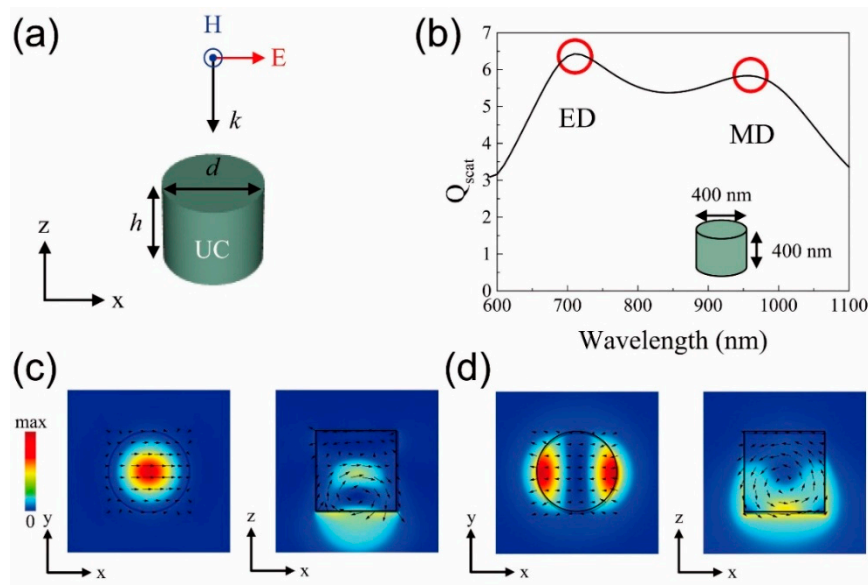 (a)
H
E
k
d
h
UC
z
x
(b)
7
6
5
4
3
2
1
0
Q_scat
ED
MD
400 nm
400 nm
600 700 800 900 1000 1100
Wavelength (nm)
(c)
max
0
y
x
z
x
(d)
y
x
z
x